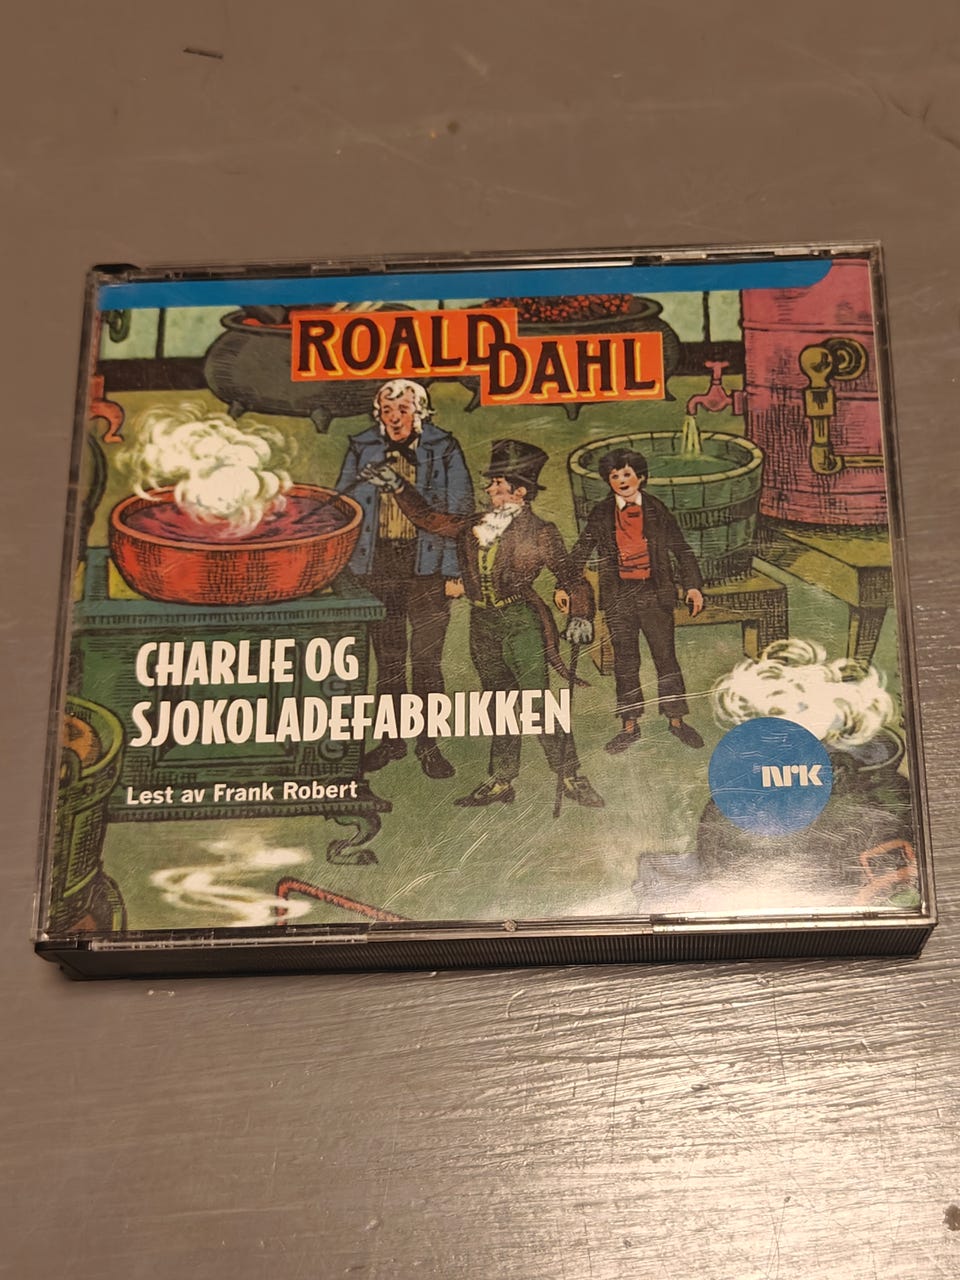 ROALD
DAHL
CHARLIE OG
SJOKOLADEFABRIKKEN
Lest av Frank Robert
NRK